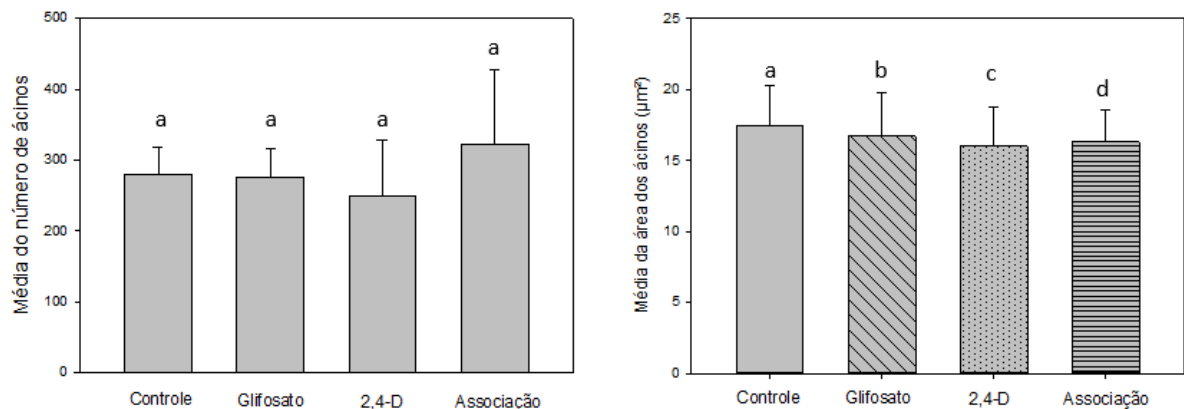 Média do número de ácinos
500
400
300
200
100
0
a
a
a
a
Controle
Glifosato
2,4-D
Associação
Média da área dos ácinos (µm²)
25
20
15
10
5
0
a
b
c
d
Controle
Glifosato
2,4-D
Associação